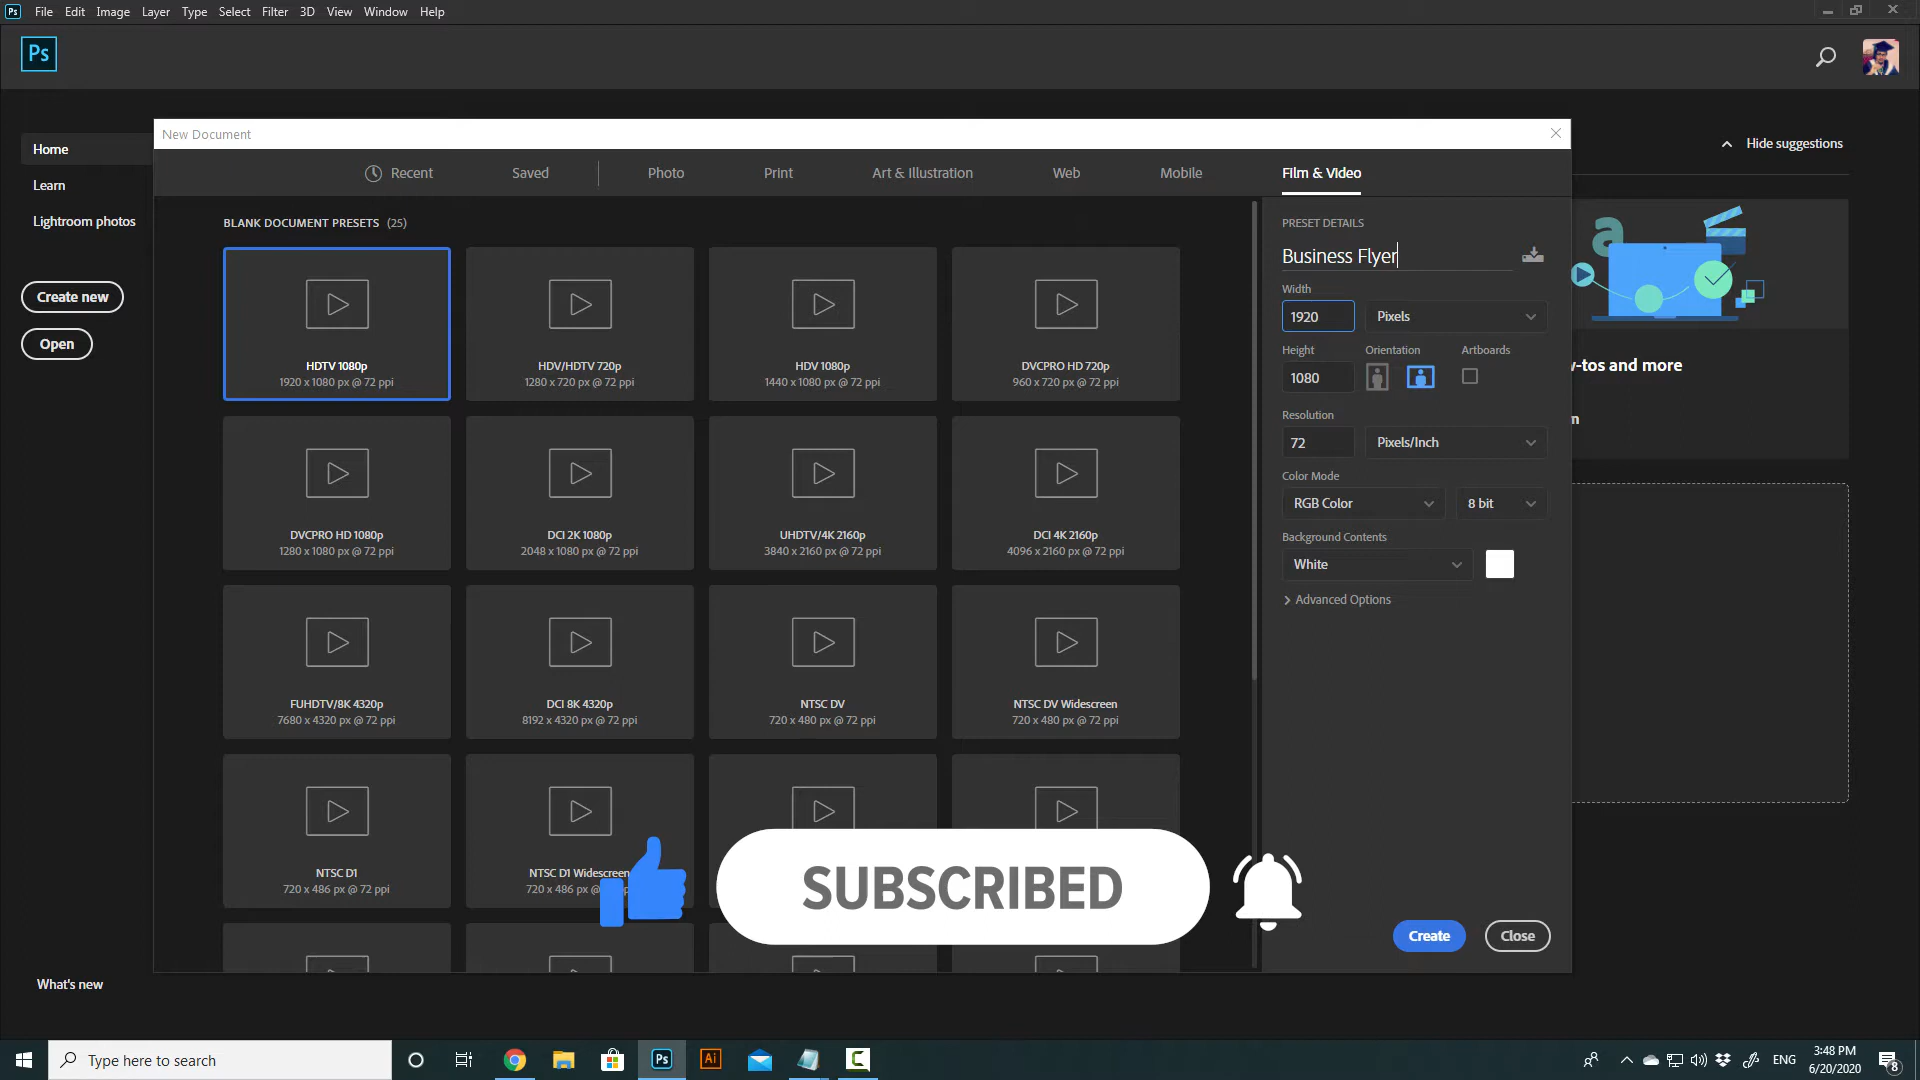 Ps File Edit Image Layer Type Select Filter 3D View Window Help
Ps
New Document
Home
Learn
Lightroom photos
Create new
Open
What's new
Hide suggestions
Recent Saved Photo Print Art & Illustration Web Mobile Film & Video
BLANK DOCUMENT PRESETS (25)
HDTV 1080p
1920 x 1080 px @ 72 ppi
HDV/HDTV 720p
1280 x 720 px @ 72 ppi
HDV 1080p
1440 x 1080 px @ 72 ppi
DVCPRO HD 720p
960 x 720 px @ 72 ppi
DVCPRO HD 1080p
1280 x 1080 px @ 72 ppi
DCI 2K 1080p
2048 x 1080 px @ 72 ppi
UHDTV/4K 2160p
3840 x 2160 px @ 72 ppi
DCI 4K 2160p
4096 x 2160 px @ 72 ppi
FUHDTV/8K 4320p
7680 x 4320 px @ 72 ppi
DCI 8K 4320p
8192 x 4320 px @ 72 ppi
NTSC DV
720 x 480 px @ 72 ppi
NTSC DV Widescreen
720 x 480 px @ 72 ppi
NTSC D1
720 x 486 px @ 72 ppi
NTSC D1 Widescreen
720 x 486 px @
SUBSCRIBED
PRESET DETAILS
Business Flyer
Width
1920 Pixels
Height Orientation Artboards
1080
Resolution
72 Pixels/Inch
Color Mode
RGB Color 8 bit
Background Contents
White
Advanced Options
Create Close
a
-tos and more
Type here to search
Ps Ai C
ENG
3:48 PM
6/20/2020
8